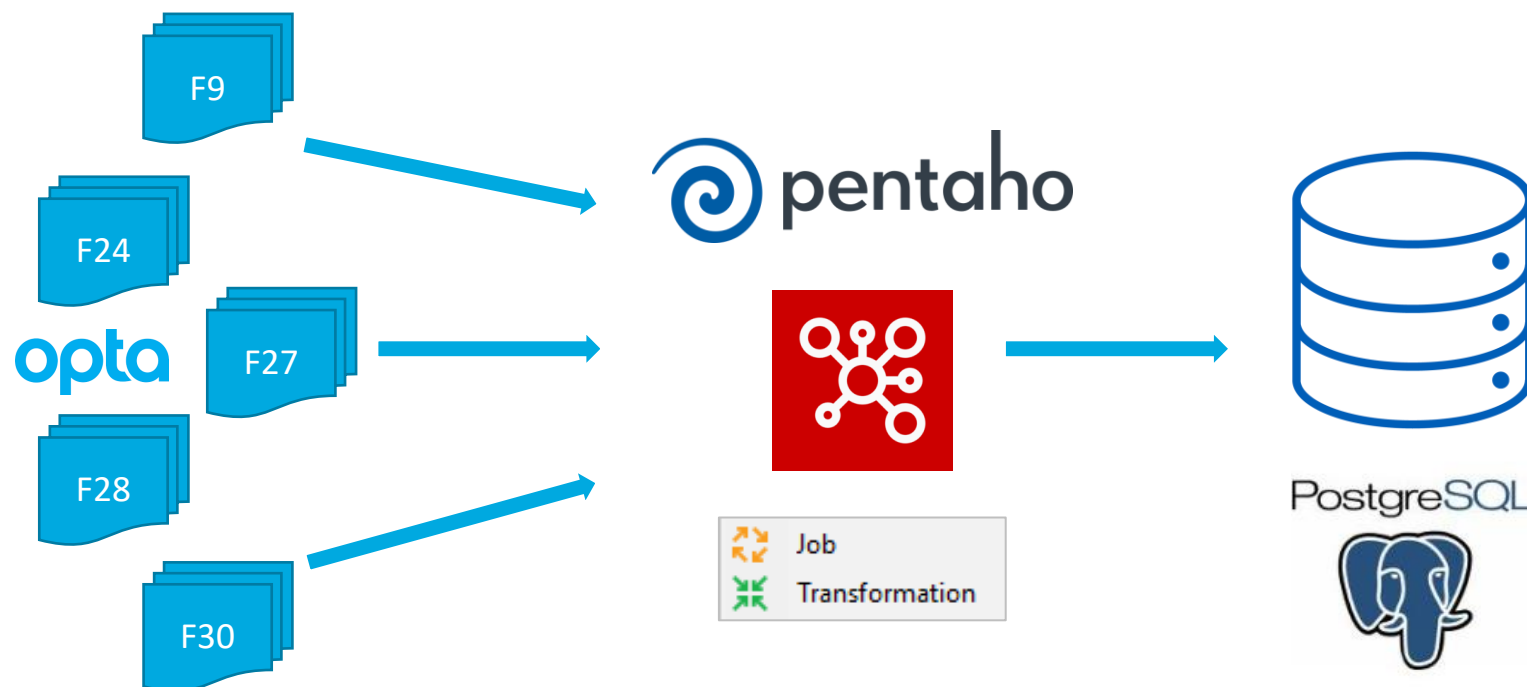 F9
F24
opta
F27
F28
F30
pentaho
Job
Transformation
PostgreSQL